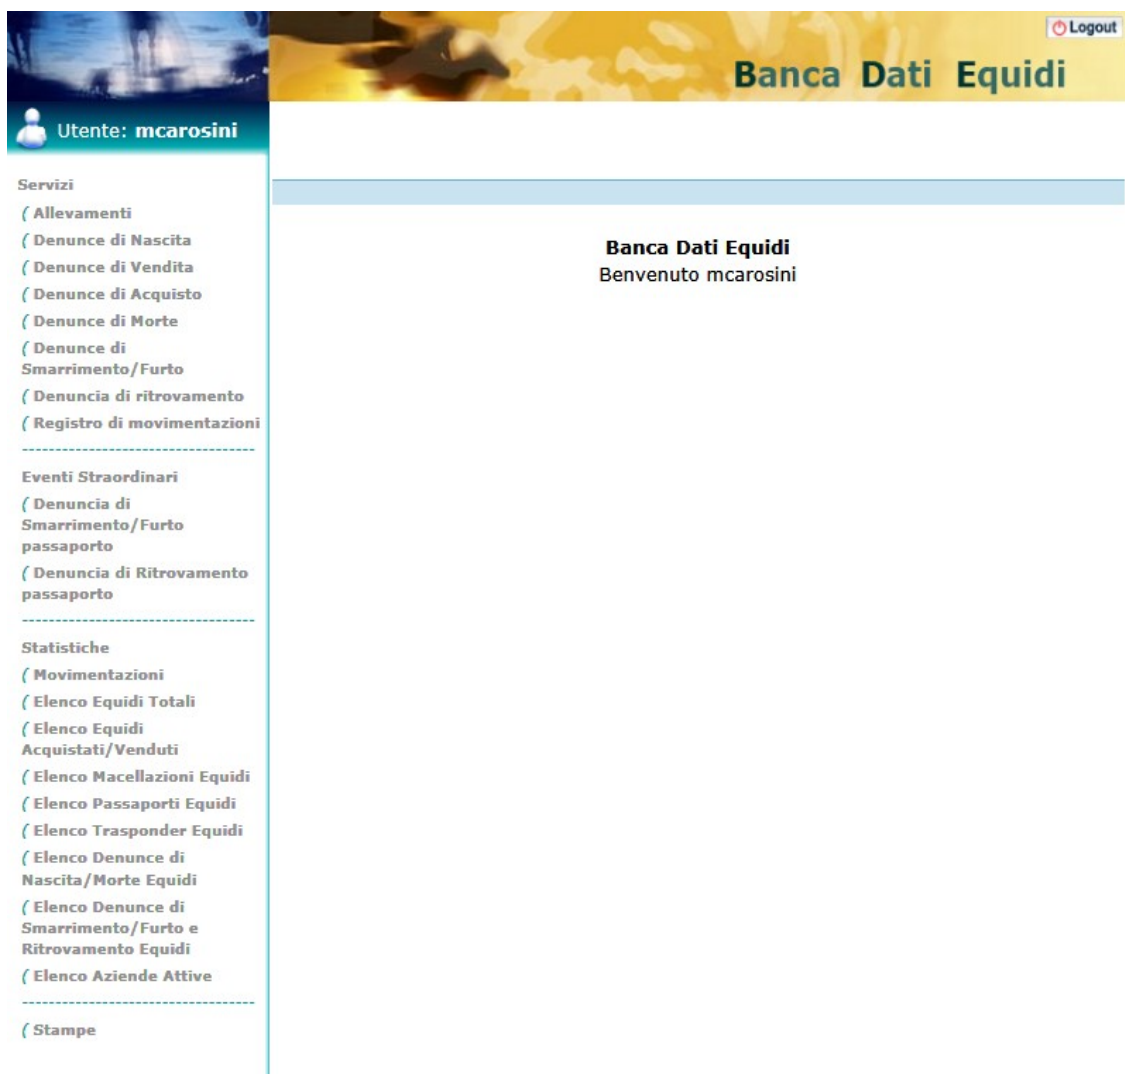 Logout
Banca Dati Equidi
Utente: mcarosini
Servizi
Allevamenti
Denunce di Nascita
Denunce di Vendita
Denunce di Acquisto
Denunce di Morte
Denunce di
Smarrimento/Furto
Denuncia di ritrovamento
Registro di movimentazioni
Eventi Straordinari
Denuncia di
Smarrimento/Furto
passaporto
Denuncia di Ritrovamento
passaporto
Statistiche
Movimentazioni
Elenco Equidi Totali
Elenco Equidi
Acquistati/Venduti
Elenco Macellazioni Equidi
Elenco Passaporti Equidi
Elenco Trasponder Equidi
Elenco Denunce di
Nascita/Morte Equidi
Elenco Denunce di
Smarrimento/Furto e
Ritrovamento Equidi
Elenco Aziende Attive
Stampe
Banca Dati Equidi
Benvenuto mcarosini